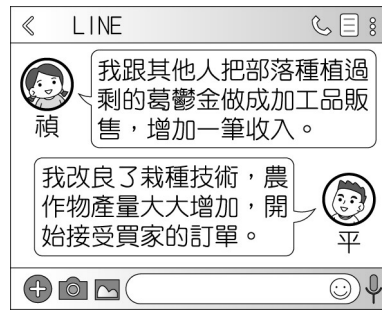 LINE
我跟其他人把部落種植過
剩的葛鬱金做成加工品販
售，增加一筆收入。
禎
我改良了栽種技術，農
作物產量大大增加，開
始接受買家的訂單。
平